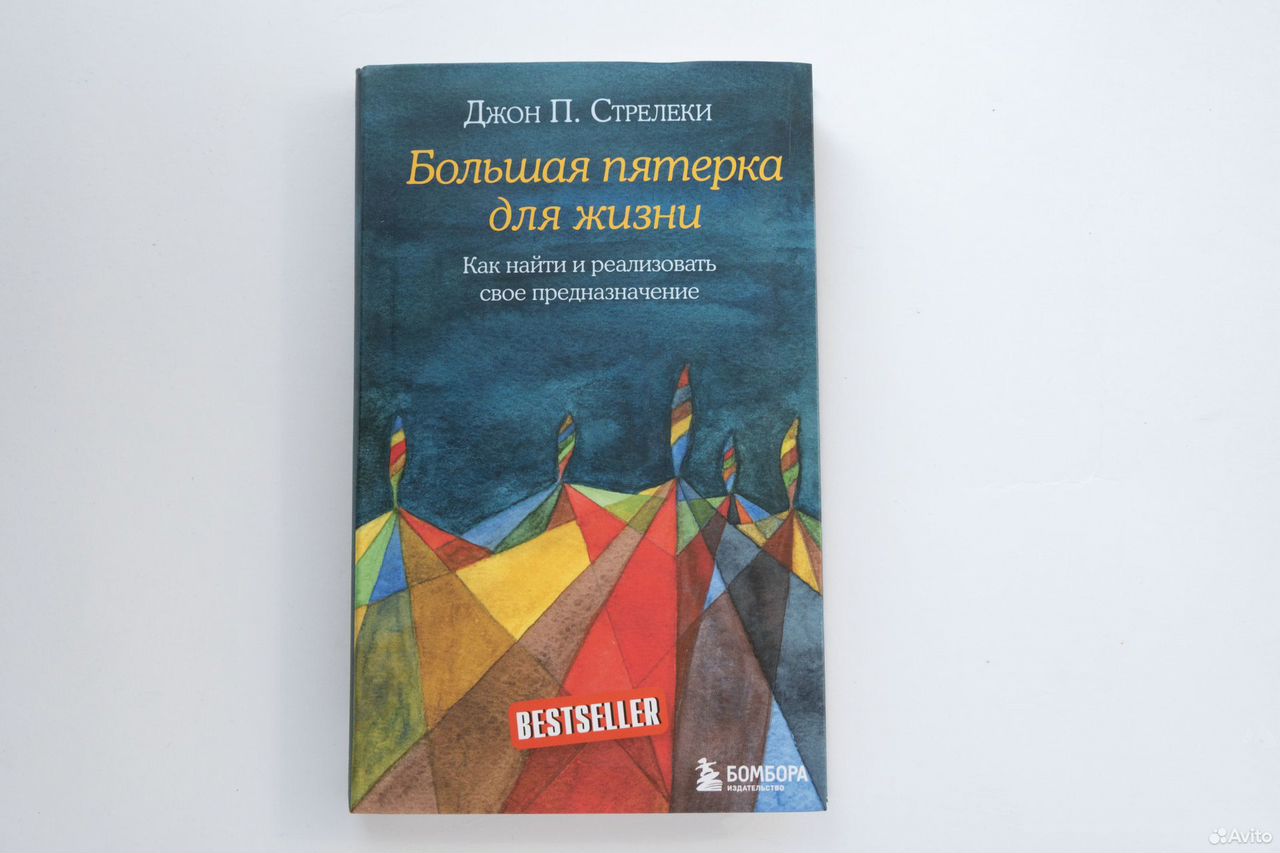 Джон П. Стрелеки
Большая пятерка
для жизни
Как найти и реализовать
свое предназначение
BESTSELLER
БОМБОРА
ИЗДАТЕЛЬСТВО
Avito